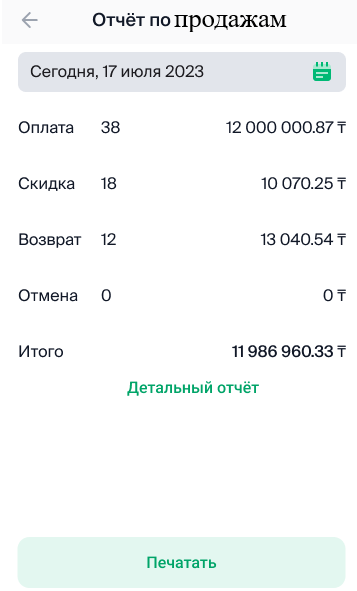 Отчёт по продажам
Сегодня, 17 июля 2023
Оплата 38 12 000 000.87 ₸
Скидка 18 10 070.25 ₸
Возврат 12 13 040.54 ₸
Отмена 0 0 ₸
Итого 11 986 960.33 ₸
Детальный отчёт
Печатать